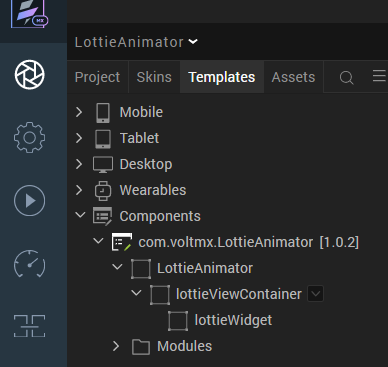 MX
LottieAnimator
Project Skins Templates Assets
Mobile
Tablet
Desktop
Wearables
Components
com.voltmx.LottieAnimator [1.0.2]
LottieAnimator
lottieViewContainer
lottieWidget
Modules